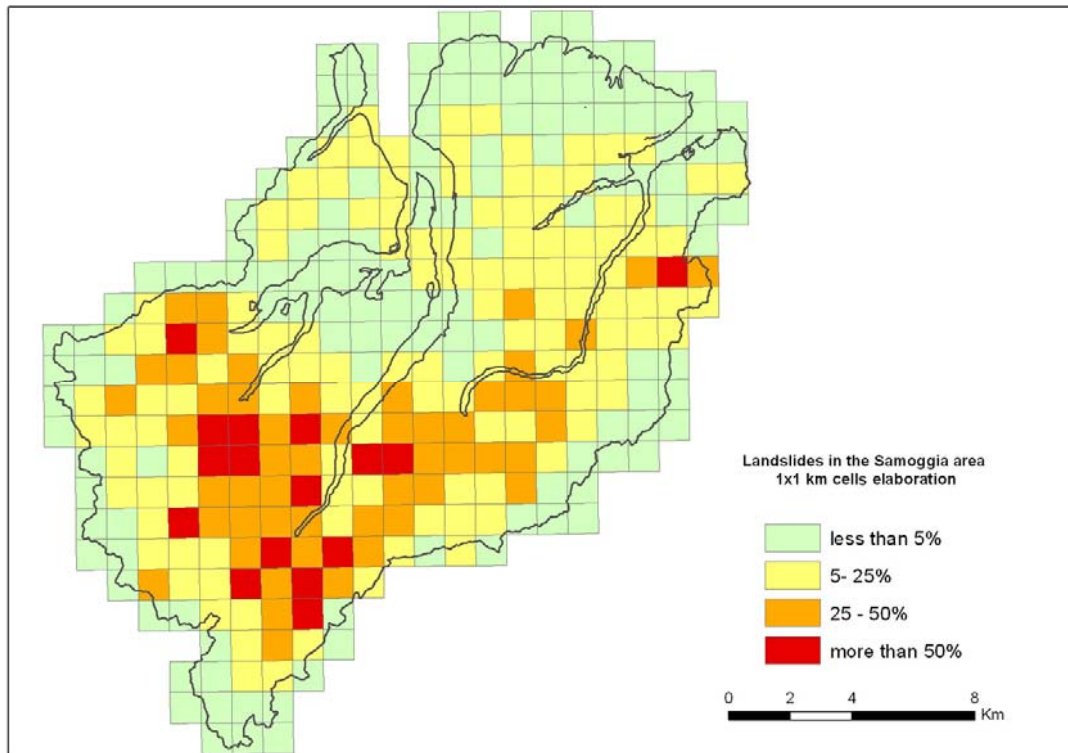 Landslides in the Samoggia area
1x1 km cells elaboration
less than 5%
5- 25%
25 - 50%
more than 50%
0 2 4 8
Km